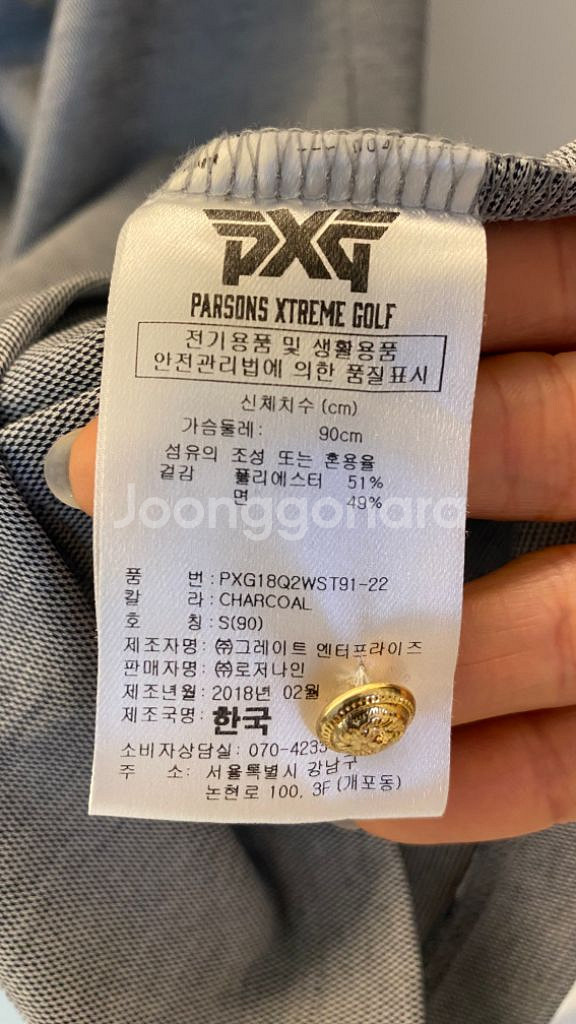 PXG
PARSONS XTREME GOLF
전기용품 및 생활용품
안전관리법에 의한 품질표시
신체치수 (cm)
가슴둘레: 90cm
섬유의 조성 또는 혼용율
겉감 폴리에스터 51%
면 49%
Joonggonara
품 번: PXG18Q2WST91-22
칼 라: CHARCOAL
호 칭: S(90)
제조자명: ㈜그레이트 엔터프라이즈
판매자명: ㈜로저나인
제조년월: 2018년 02월
제조국명: 한국
소비자상담실: 070-423
주 소: 서울특별시 강남구
논현로 100, 3F (개포동)